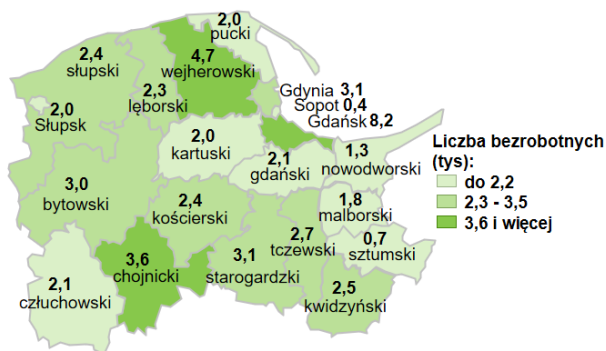 2,0
pucki
2,4
słupski
4,7
wejherowski
2,3
lęborski
Gdynia 3,1
Sopot 0,4
Gdańsk 8,2
2,0
Słupsk
2,0
kartuski
2,1
gdański
1,3
nowodworski
Liczba bezrobotnych
(tys):
do 2,2
2,3 - 3,5
3,6 i więcej
3,0
bytowski
2,4
kościerski
1,8
malborski
2,7
tczewski
0,7
sztumski
3,6
chojnicki
3,1
starogardzki
2,1
człuchowski
2,5
kwidzyński